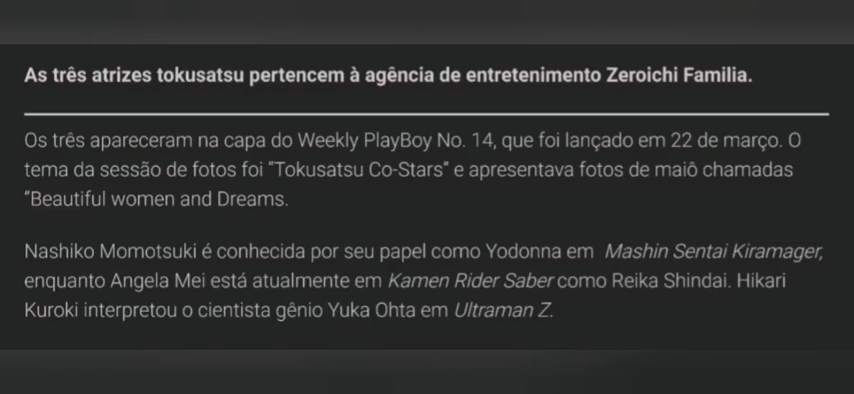 As três atrizes tokusatsu pertencem à agência de entretenimento Zeroichi Familia.
Os três apareceram na capa do Weekly PlayBoy No. 14, que foi lançado em 22 de março. O
tema da sessão de fotos foi “Tokusatsu Co-Stars” e apresentava fotos de maiô chamadas
“Beautiful women and Dreams.
Nashiko Momotsuki é conhecida por seu papel como Yodonna em Mashin Sentai Kiramager,
enquanto Angela Mei está atualmente em Kamen Rider Saber como Reika Shindai. Hikari
Kuroki interpretou o cientista gênio Yuka Ohta em Ultraman Z.